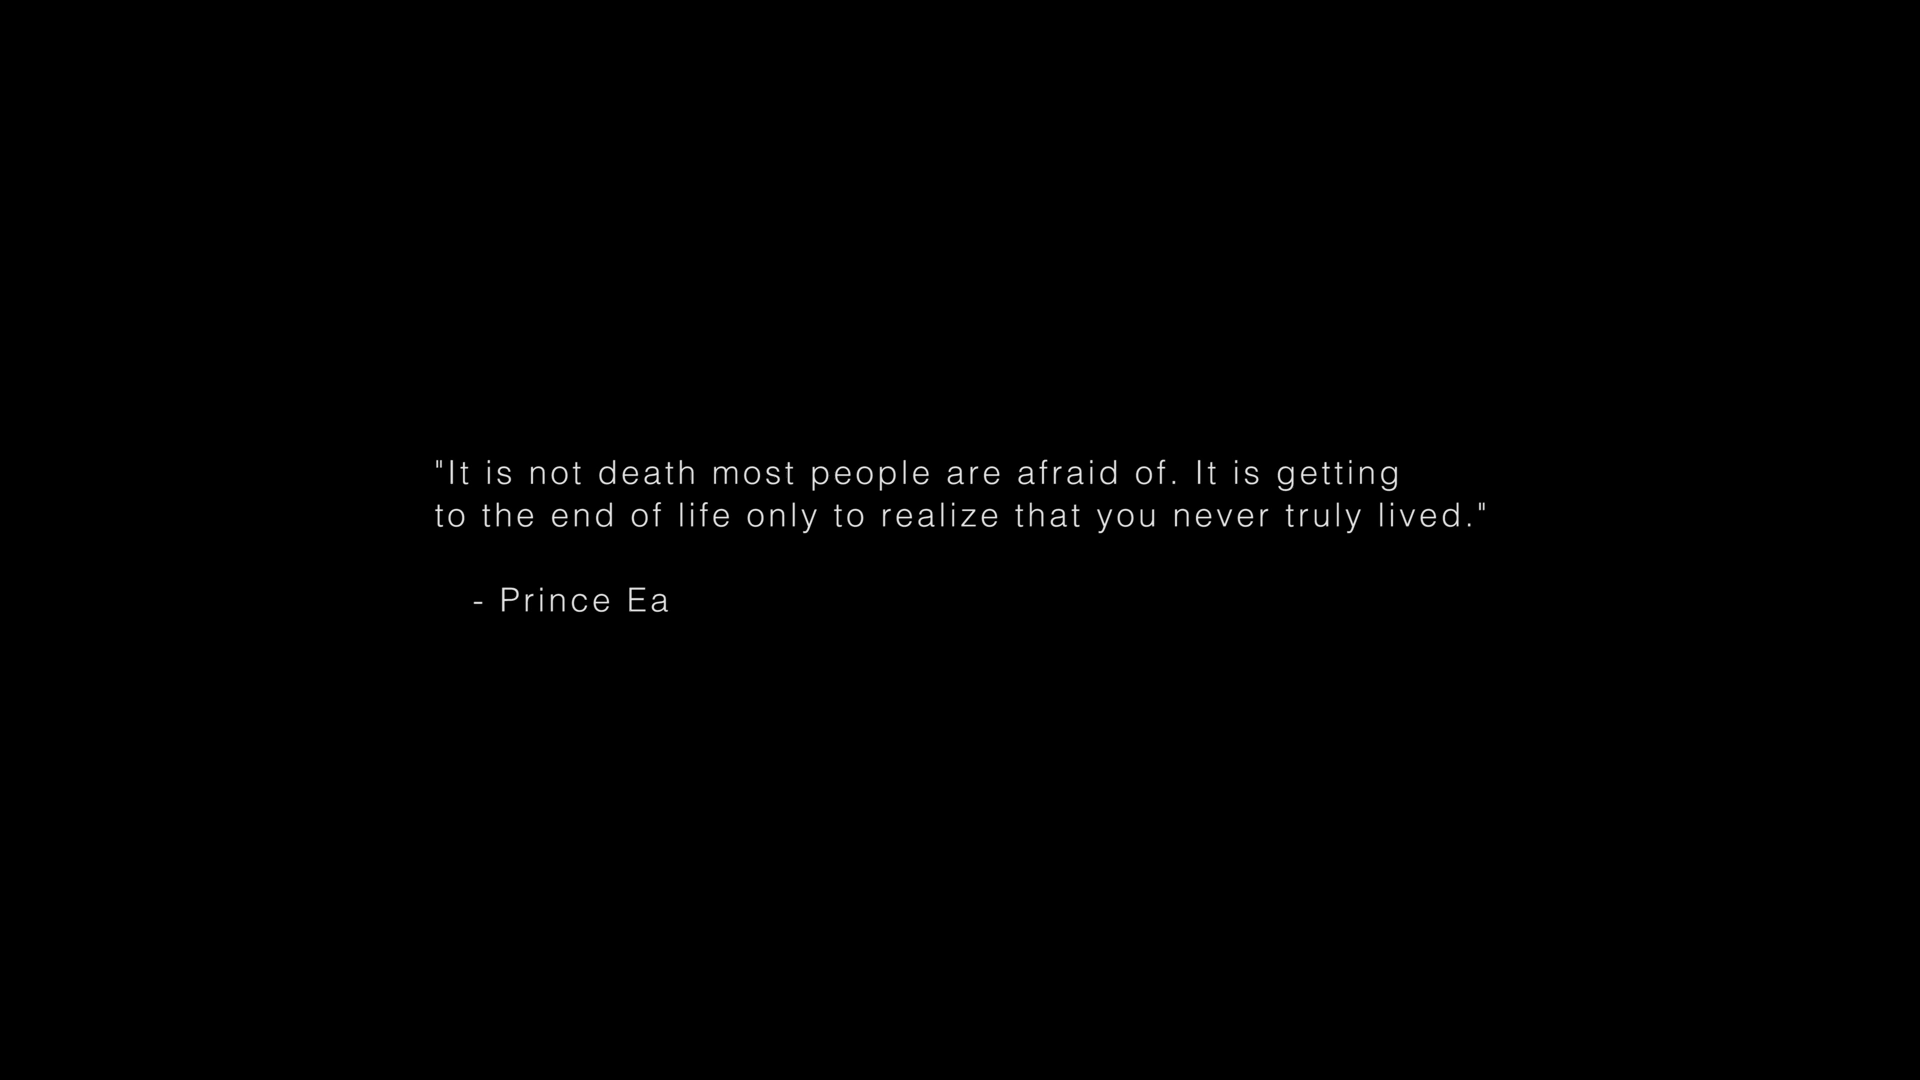 "It is not death most people are afraid of. It is getting
to the end of life only to realize that you never truly lived."
- Prince Ea